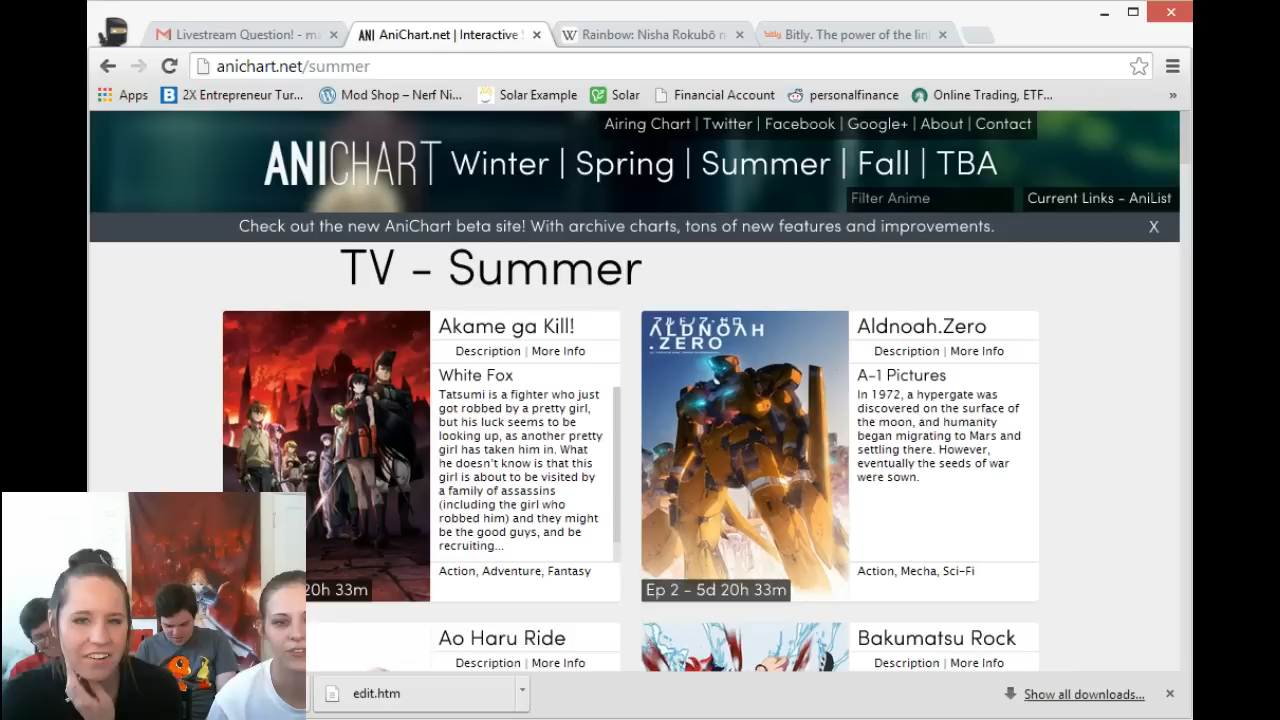 Livestream Question! - ma
AniChart.net | Interactive
Rainbow: Nisha Rokubō n
bitly Bitly. The power of the lin
anichart.net/summer
Apps
B 2X Entrepreneur Tur...
Mod Shop – Nerf Ni...
Solar Example
Solar
Financial Account
personalfinance
Online Trading, ETF...
»
Airing Chart | Twitter | Facebook | Google+ | About | Contact
ANICHART Winter | Spring | Summer | Fall | TBA
Filter Anime
Current Links - AniList
Check out the new AniChart beta site! With archive charts, tons of new features and improvements.
X
TV - Summer
Akame ga Kill!
Description | More Info
White Fox
Tatsumi is a fighter who just
got robbed by a pretty girl,
but his luck seems to be
looking up, as another pretty
girl has taken him in. What
he doesn't know is that this
girl is about to be visited by
a family of assassins
(including the girl who
robbed him) and they might
be the good guys, and be
recruiting...
Action, Adventure, Fantasy
20h 33m
アルドノア・ゼロ
ALDNOAH
.ZERO
Aldnoah.Zero
Description | More Info
A-1 Pictures
In 1972, a hypergate was
discovered on the surface of
the moon, and humanity
began migrating to Mars and
settling there. However,
eventually the seeds of war
were sown.
Action, Mecha, Sci-Fi
Ep 2 - 5d 20h 33m
Ao Haru Ride
Description | More Info
Bakumatsu Rock
Description | More Info
edit.htm
Show all downloads...